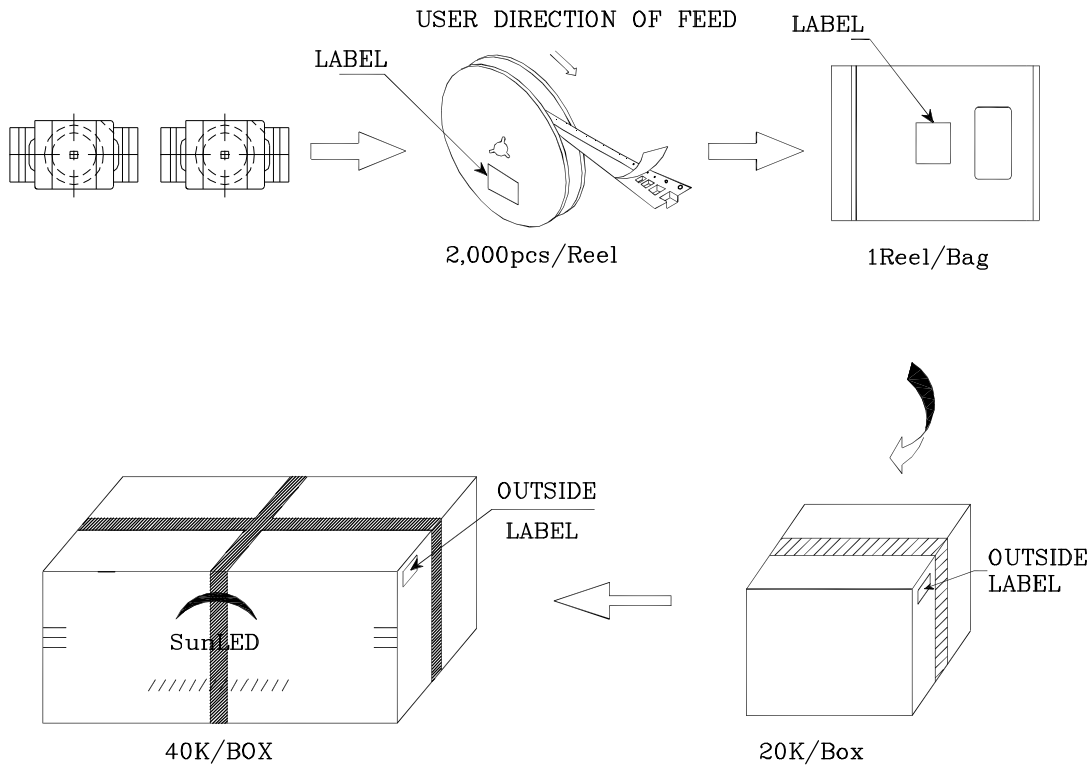 USER DIRECTION OF FEED
LABEL
LABEL
2,000pcs/Reel
1Reel/Bag
OUTSIDE
LABEL
OUTSIDE
LABEL
SunLED
40K/BOX
20K/Box